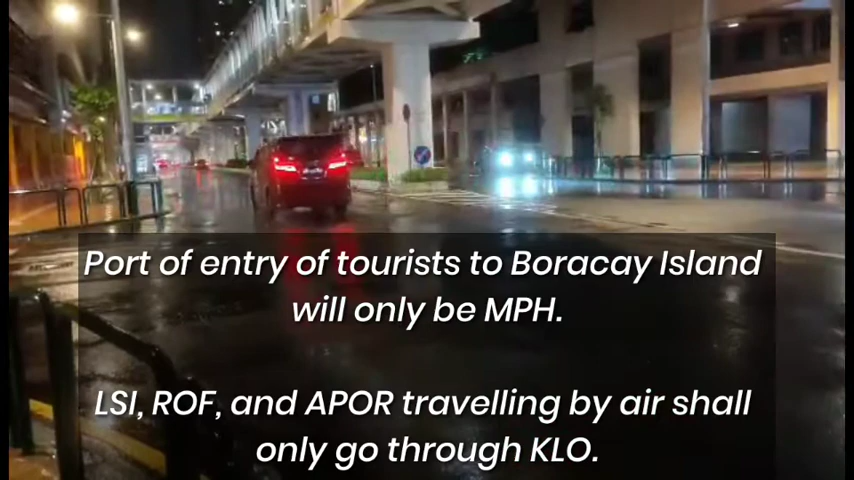 Port of entry of tourists to Boracay Island
will only be MPH.
LSI, ROF, and APOR travelling by air shall
only go through KLO.